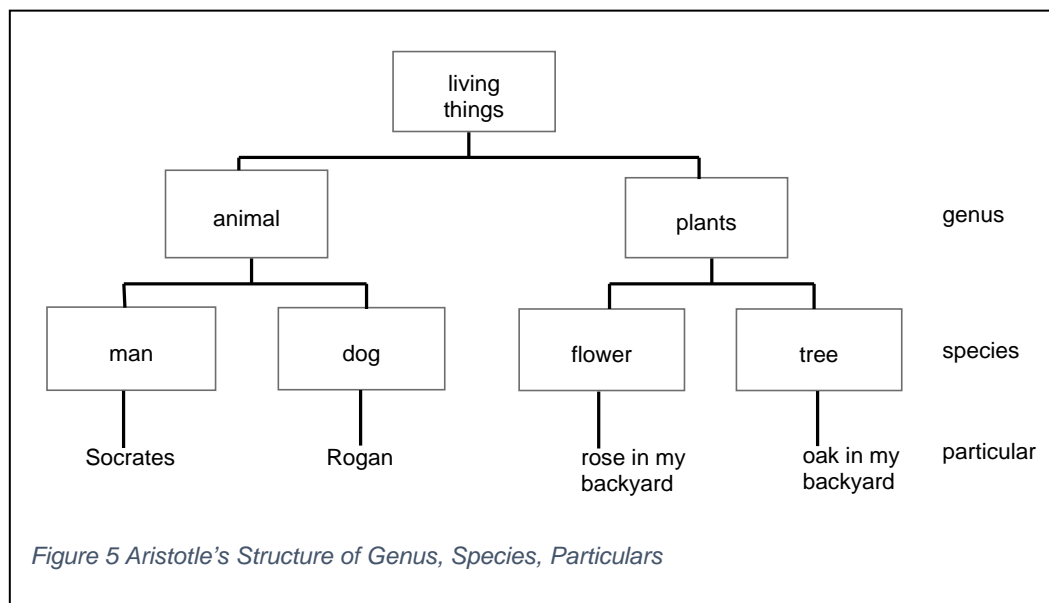 living
things
animal
plants
genus
man
dog
flower
tree
species
Socrates
Rogan
rose in my
backyard
oak in my
backyard
particular
Figure 5 Aristotle’s Structure of Genus, Species, Particulars